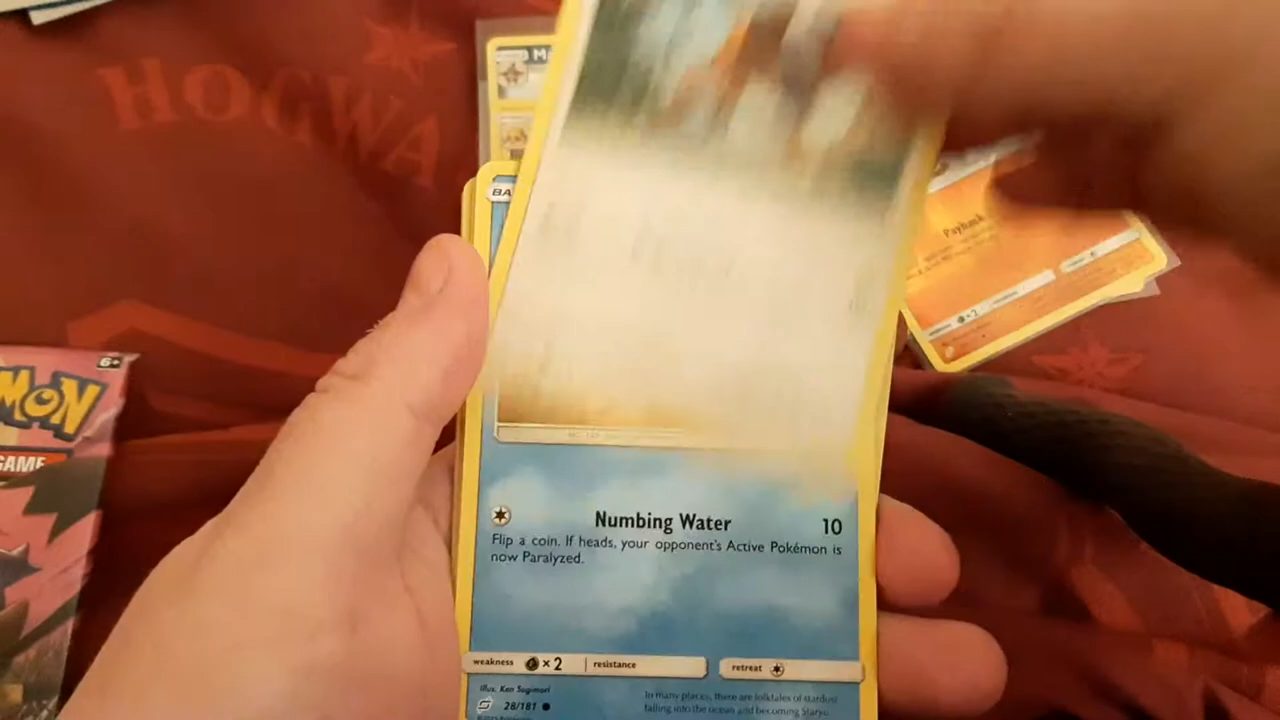 HOGWA
M
BA
Payback
6+
MON
GAME
Numbing Water 10
Flip a coin. If heads, your opponent's Active Pokémon is
now Paralyzed.
weakness ×2 resistance retreat
Illus. Ken Sugimori
28/181
In many places, there are folktales of stardust
falling into the ocean and becoming Staryu.